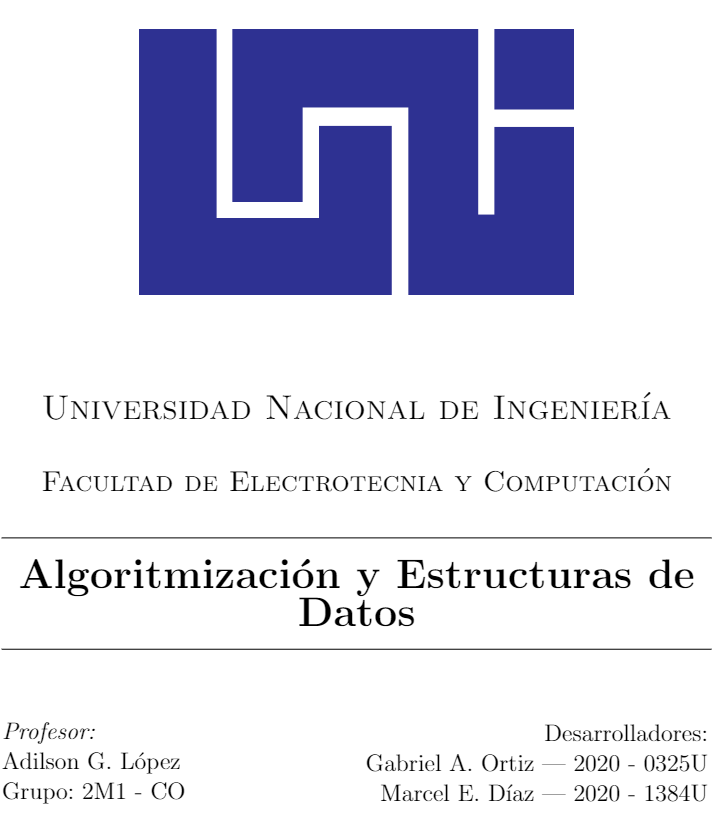 Universidad Nacional de Ingeniería
Facultad de Electrotecnia y Computación
Algoritmización y Estructuras de
Datos
Profesor:
Adilson G. López
Grupo: 2M1 - CO
Desarrolladores:
Gabriel A. Ortiz — 2020 - 0325U
Marcel E. Díaz — 2020 - 1384U